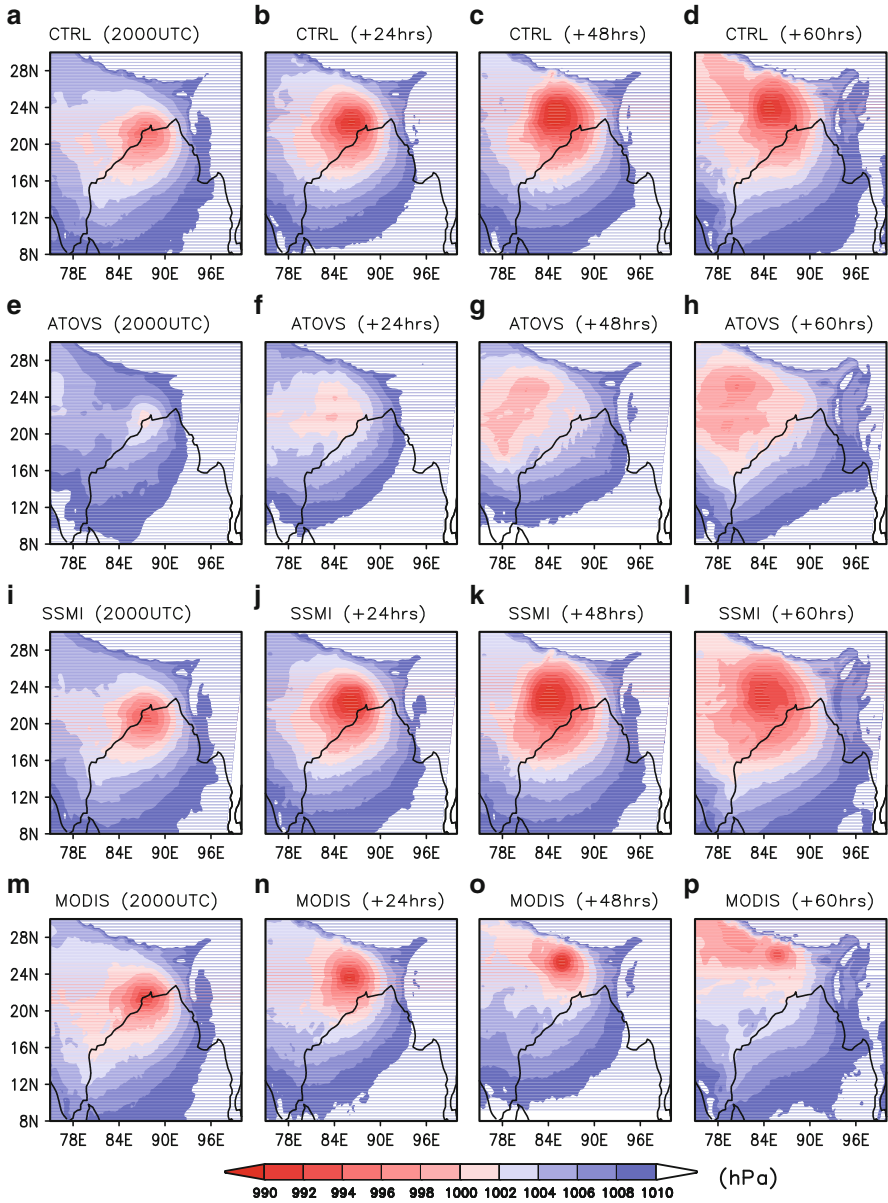 a b c d
CTRL (2000UTC) CTRL (+24hrs) CTRL (+48hrs) CTRL (+60hrs)
28N
24N
20N
16N
12N
8N
78E 84E 90E 96E 78E 84E 90E 96E 78E 84E 90E 96E 78E 84E 90E 96E
e f g h
ATOVS (2000UTC) ATOVS (+24hrs) ATOVS (+48hrs) ATOVS (+60hrs)
28N
24N
20N
16N
12N
8N
78E 84E 90E 96E 78E 84E 90E 96E 78E 84E 90E 96E 78E 84E 90E 96E
i j k l
SSMI (2000UTC) SSMI (+24hrs) SSMI (+48hrs) SSMI (+60hrs)
28N
24N
20N
16N
12N
8N
78E 84E 90E 96E 78E 84E 90E 96E 78E 84E 90E 96E 78E 84E 90E 96E
m n o p
MODIS (2000UTC) MODIS (+24hrs) MODIS (+48hrs) MODIS (+60hrs)
28N
24N
20N
16N
12N
8N
78E 84E 90E 96E 78E 84E 90E 96E 78E 84E 90E 96E 78E 84E 90E 96E
990 992 994 996 998 1000 1002 1004 1006 1008 1010 (hPa)